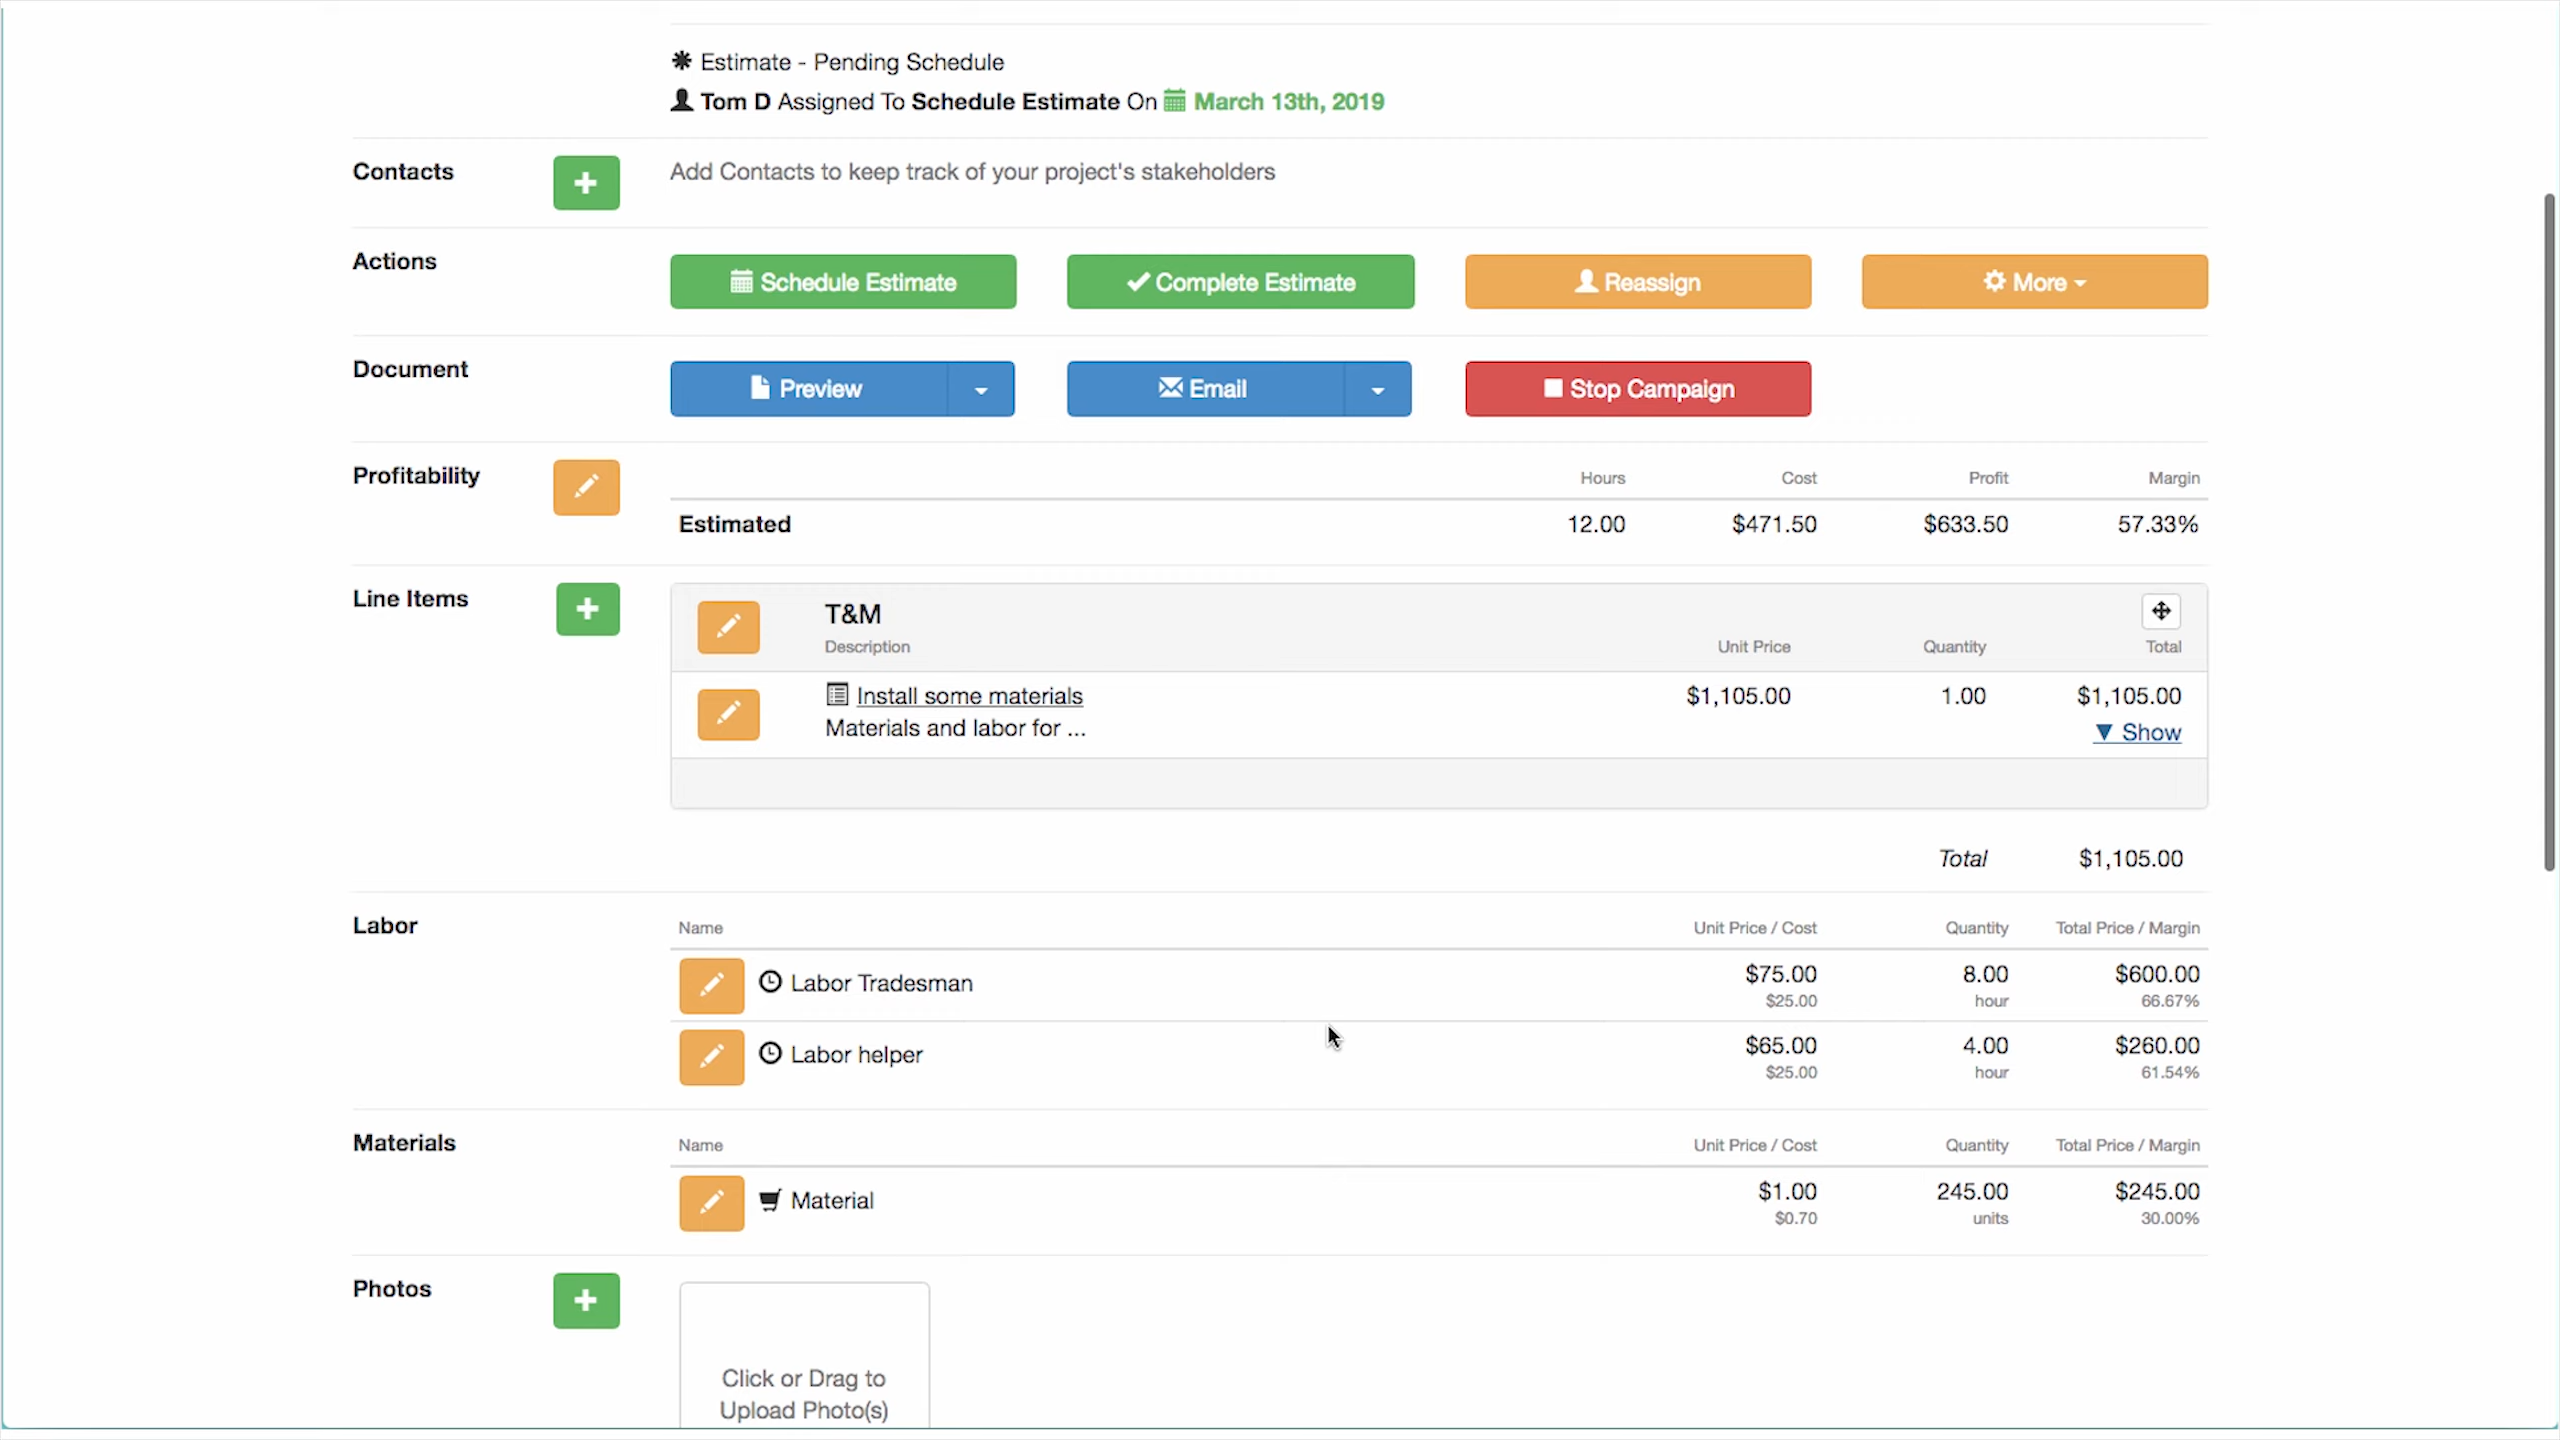 Estimate - Pending Schedule
Tom D Assigned To Schedule Estimate On March 13th, 2019
Contacts
Add Contacts to keep track of your project's stakeholders
Actions
Schedule Estimate
Complete Estimate
Reassign
More
Document
Preview
Email
Stop Campaign
Profitability
Hours Cost Profit Margin
Estimated 12.00 $471.50 $633.50 57.33%
Line Items
T&M
Description Unit Price Quantity Total
Install some materials $1,105.00 1.00 $1,105.00
Materials and labor for ... ▼ Show
Total $1,105.00
Labor
Name Unit Price / Cost Quantity Total Price / Margin
Labor Tradesman $75.00 8.00 $600.00
$25.00 hour 66.67%
Labor helper $65.00 4.00 $260.00
$25.00 hour 61.54%
Materials
Name Unit Price / Cost Quantity Total Price / Margin
Material $1.00 245.00 $245.00
$0.70 units 30.00%
Photos
Click or Drag to
Upload Photo(s)